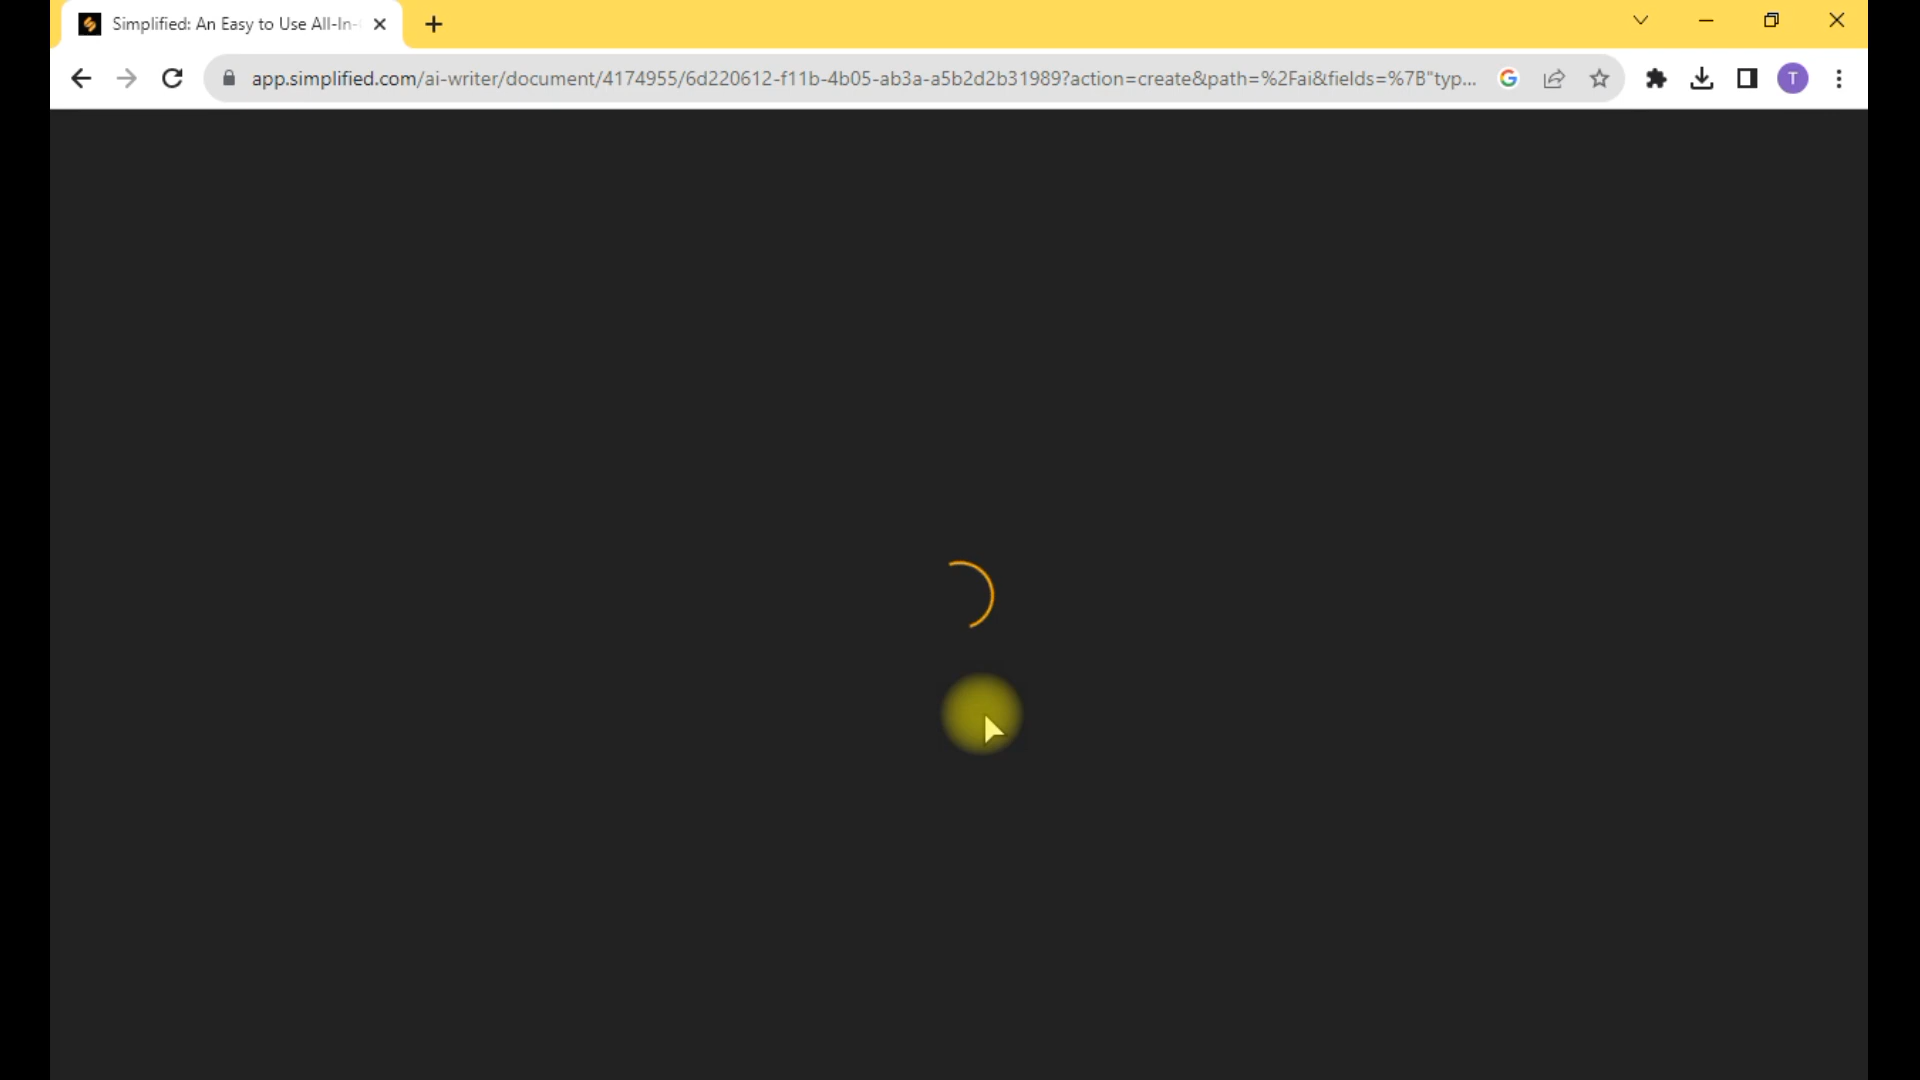 Simplified: An Easy to Use All-In-
app.simplified.com/ai-writer/document/4174955/6d220612-f11b-4b05-ab3a-a5b2d2b31989?action=create&path=%2Fai&fields=%7B"typ...
T